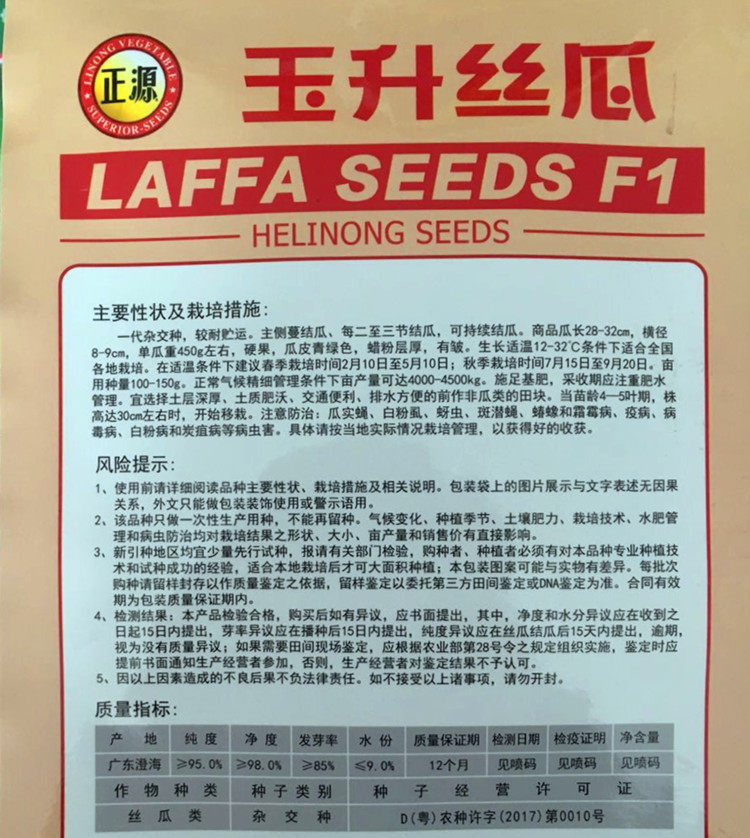 LINONG VEGETABLE
正源
SUPERIOR-SEEDS
玉升丝瓜
LAFFA SEEDS F1
HELINONG SEEDS
主要性状及栽培措施：
一代杂交种，较耐贮运。主侧蔓结瓜、每二至三节结瓜，可持续结瓜。商品瓜长28-32cm，横径
8-9cm，单瓜重450g左右，硬果，瓜皮青绿色，蜡粉层厚，有皱。生长适温12-32℃条件下适合全国
各地栽培。在适温条件下建议春季栽培时间2月10日至5月10日；秋季栽培时间7月15日至9月20日。亩
用种量100-150g。正常气候精细管理条件下亩产量可达4000-4500kg。施足基肥，采收期应注重肥水
管理。宜选择土层深厚、土质肥沃、交通便利、排水方便的前作非瓜类的田块。当苗龄4—5叶期，株
高达30cm左右时，开始移栽。注意防治：瓜实蝇、白粉虱、蚜虫、斑潜蝇、蝽蟓和霜霉病、疫病、病
毒病、白粉病和炭疽病等病虫害。具体请按当地实际情况栽培管理，以获得好的收获。
风险提示：
1、使用前请详细阅读品种主要性状、栽培措施及相关说明。包装袋上的图片展示与文字表述无因果
关系，外文只能做包装装饰使用或警示语用。
2、该品种只做一次性生产用种，不能再留种。气候变化、种植季节、土壤肥力、栽培技术、水肥管
理和病虫防治均对栽培结果之形状、大小、亩产量和销售价有直接影响。
3、新引种地区均宜少量先行试种，报请有关部门检验，购种者、种植者必须有对本品种专业种植技
术和试种成功的经验，适合本地栽培后才可大面积种植；本包装图案可能与实物有差异。每批次
购种请留样封存以作质量鉴定之依据，留样鉴定以委托第三方田间鉴定或DNA鉴定为准。合同有效
期为包装质量保证期内。
4、检测结果：本产品检验合格，购买后如有异议，应书面提出，其中，净度和水分异议应在收到之
日起15日内提出，芽率异议应在播种后15日内提出，纯度异议应在丝瓜结瓜后15天内提出，逾期，
视为没有质量异议；如果需要田间现场鉴定，应根据农业部第28号令之规定组织实施，鉴定时应
提前书面通知生产经营者参加，否则，生产经营者对鉴定结果不予认可。
5、因以上因素造成的不良后果不负法律责任。如不接受以上诸事项，请勿开封。
质量指标：
产 地 纯度 净度 发芽率 水份 质量保证期 检测日期 检疫证明 净含量
广东澄海 ≥95.0% ≥98.0% ≥85% ≤9.0% 12个月 见喷码 见喷码 见喷码
作物种类 种子类别 种子经营许可证
丝瓜类 杂交种 D(粤)农种许字(2017)第0010号